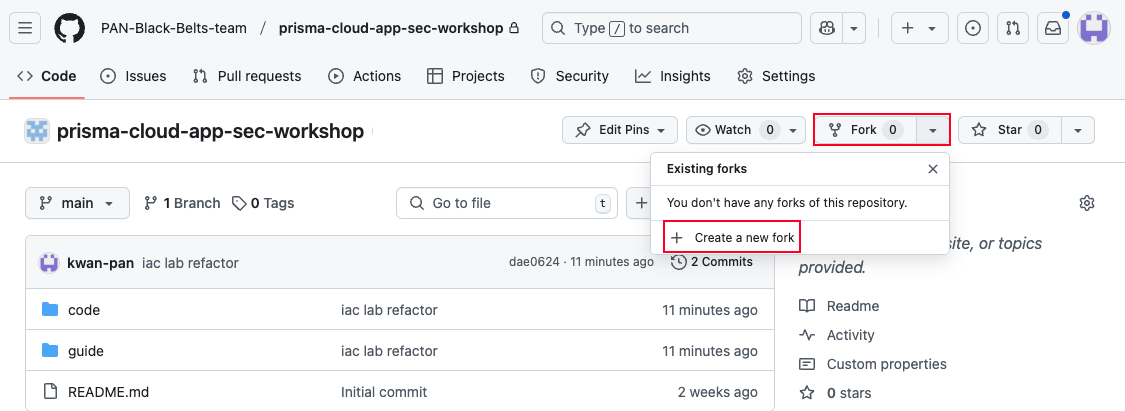 PAN-Black-Belts-team / prisma-cloud-app-sec-workshop Type / to search
Code Issues Pull requests Actions Projects Security Insights Settings
prisma-cloud-app-sec-workshop Edit Pins Watch 0 Fork 0 Star 0
Existing forks
You don't have any forks of this repository.
Create a new fork
main 1 Branch 0 Tags Go to file t
kwan-pan iac lab refactor dae0624 · 11 minutes ago 2 Commits
code iac lab refactor 11 minutes ago
guide iac lab refactor 11 minutes ago
README.md Initial commit 2 weeks ago
site, or topics
provided.
Readme
Activity
Custom properties
0 stars